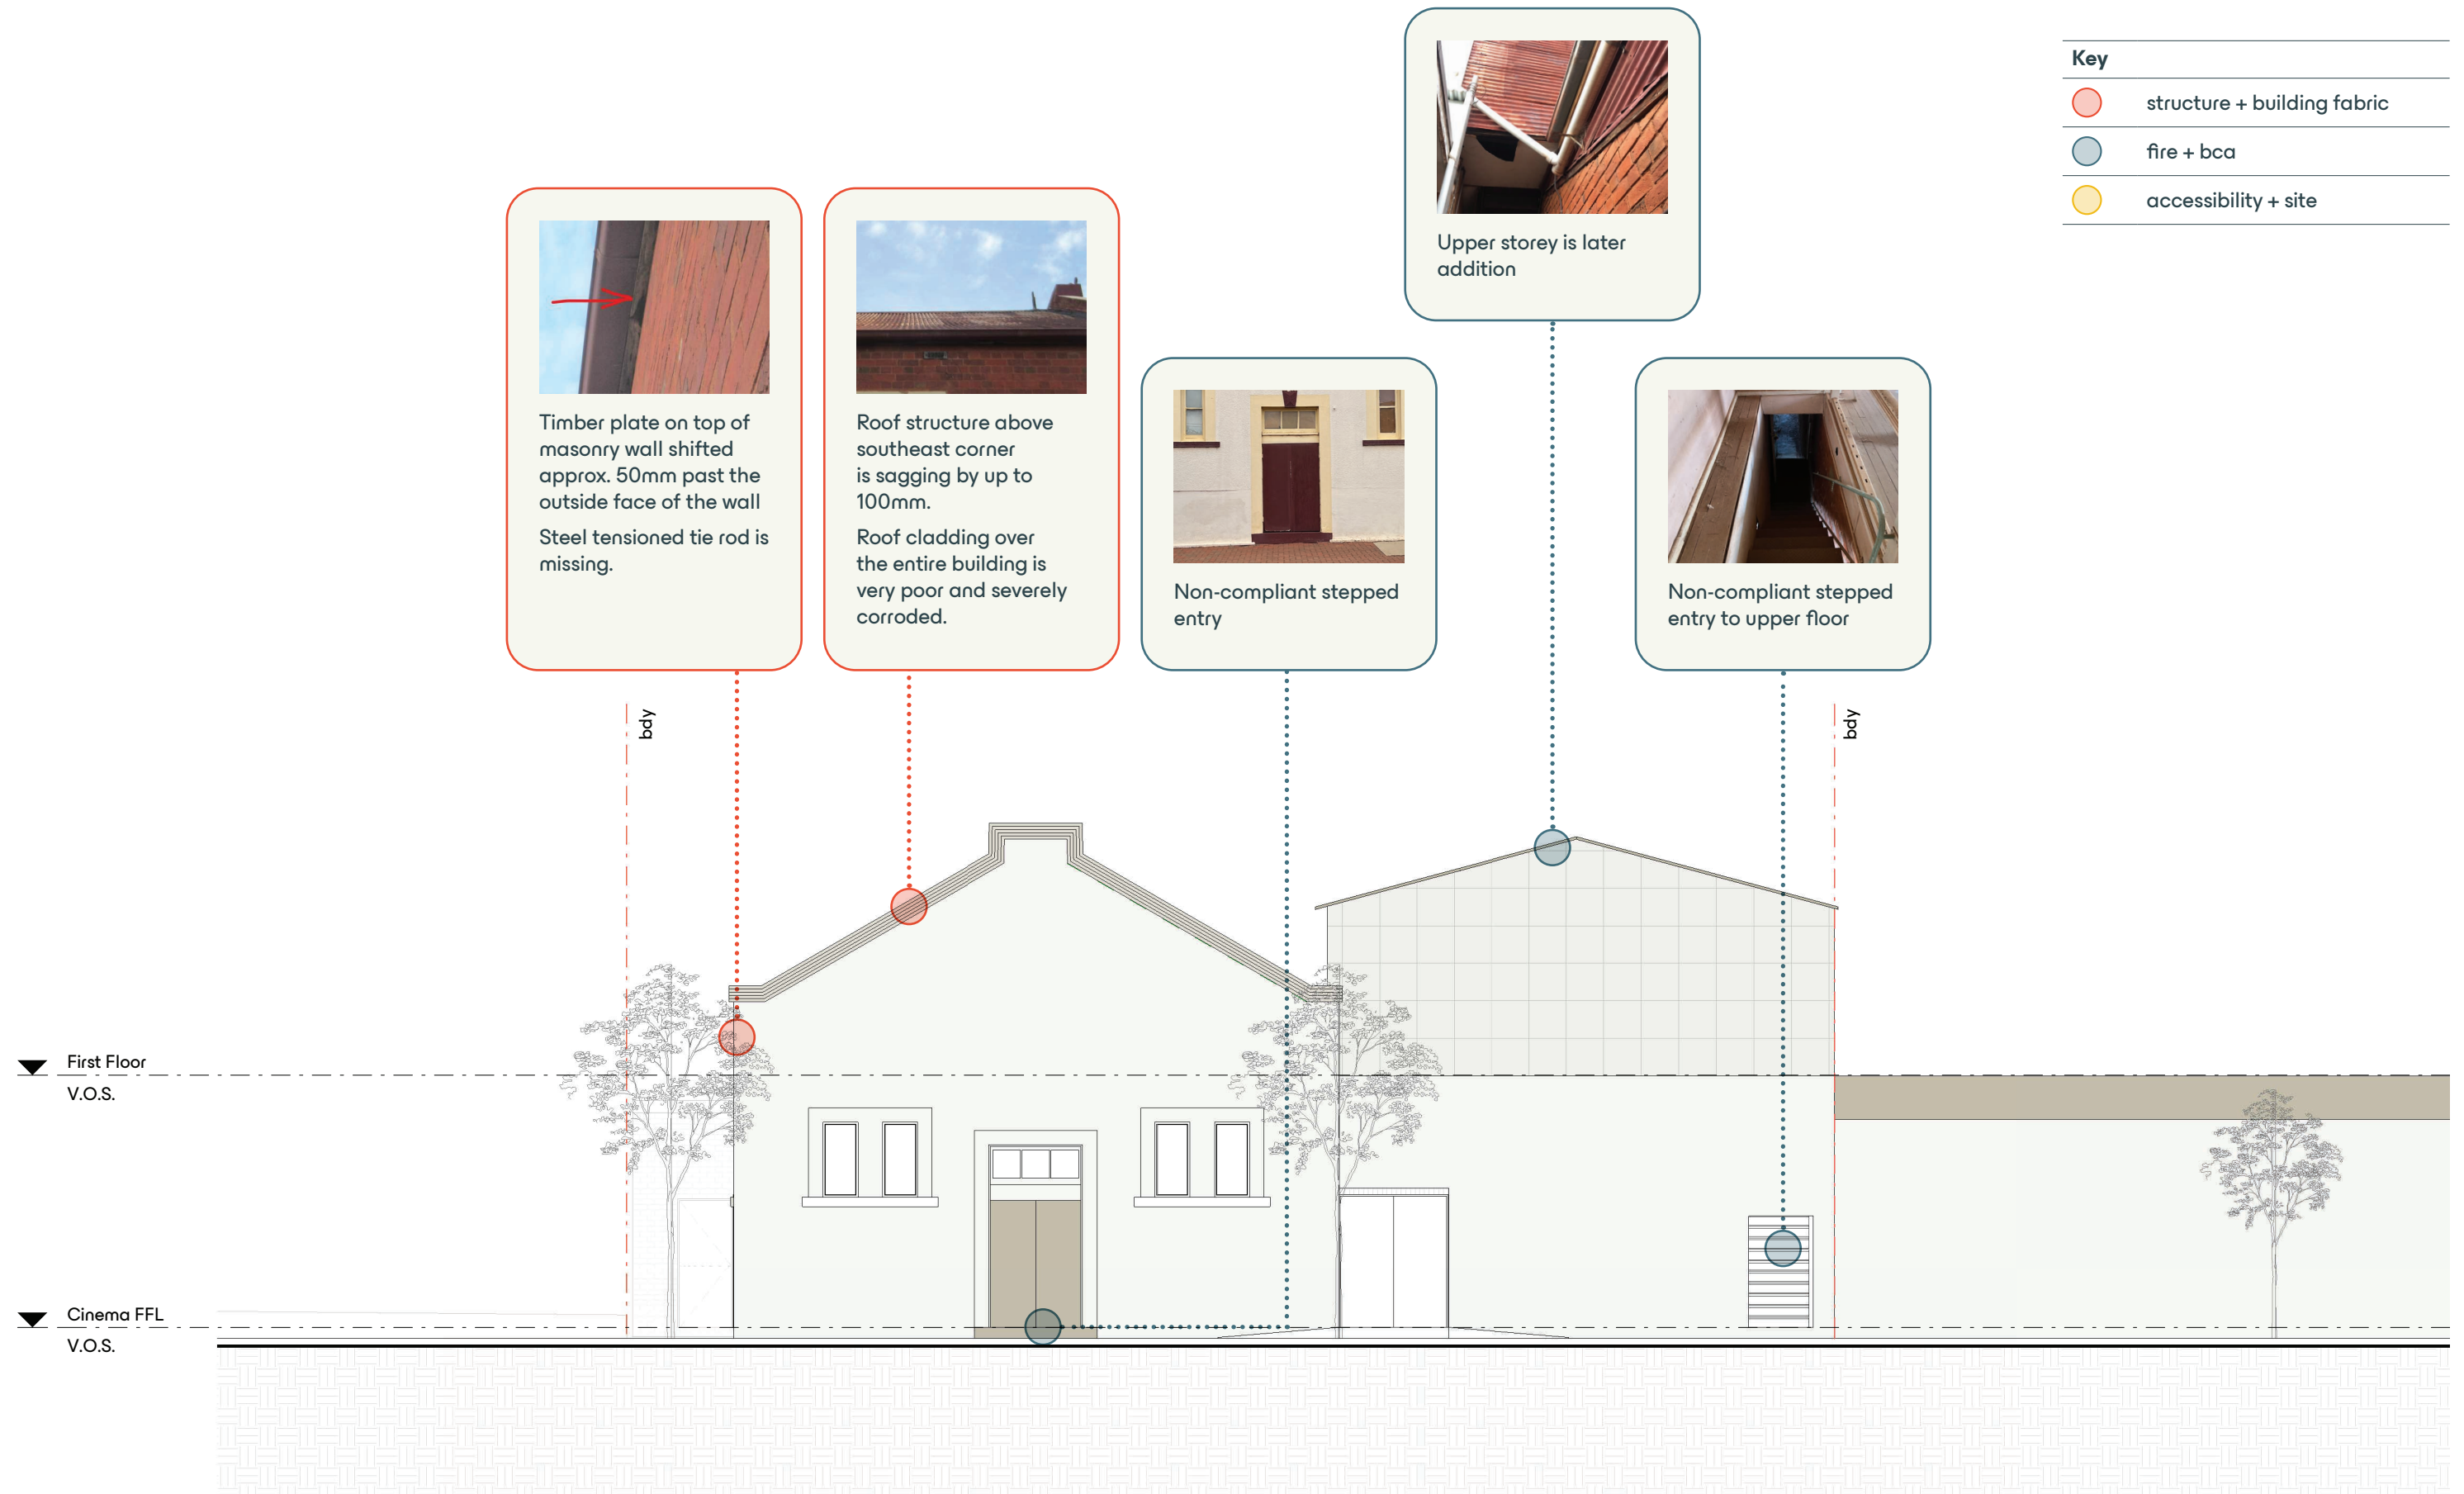 Key
structure + building fabric
fire + bca
accessibility + site
Upper storey is later
addition
Timber plate on top of
masonry wall shifted
approx. 50mm past the
outside face of the wall
Steel tensioned tie rod is
missing.
Roof structure above
southeast corner
is sagging by up to
100mm.
Roof cladding over
the entire building is
very poor and severely
corroded.
Non-compliant stepped
entry
Non-compliant stepped
entry to upper floor
bdy
bdy
First Floor
V.O.S.
Cinema FFL
V.O.S.